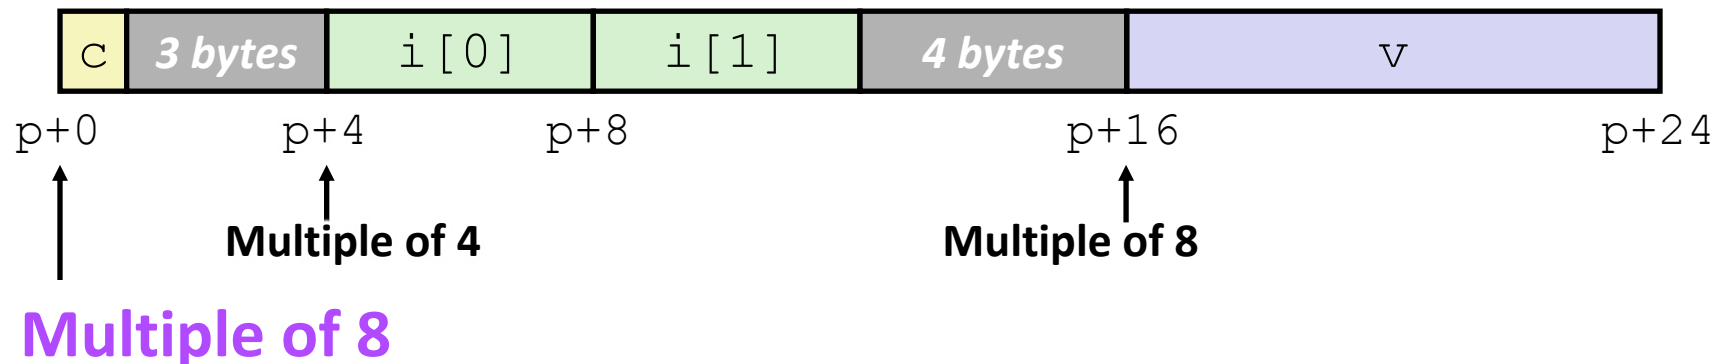 c 3 bytes i[0] i[1] 4 bytes v
p+0 p+4 p+8 p+16 p+24
Multiple of 4 Multiple of 8
Multiple of 8